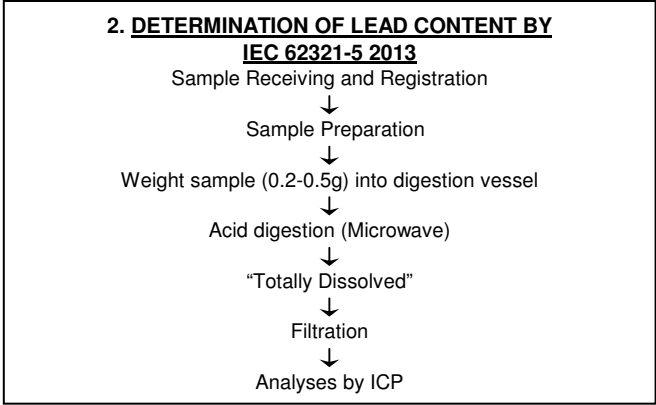 2. DETERMINATION OF LEAD CONTENT BY
IEC 62321-5 2013
Sample Receiving and Registration
↓
Sample Preparation
↓
Weight sample (0.2-0.5g) into digestion vessel
↓
Acid digestion (Microwave)
↓
“Totally Dissolved”
↓
Filtration
↓
Analyses by ICP